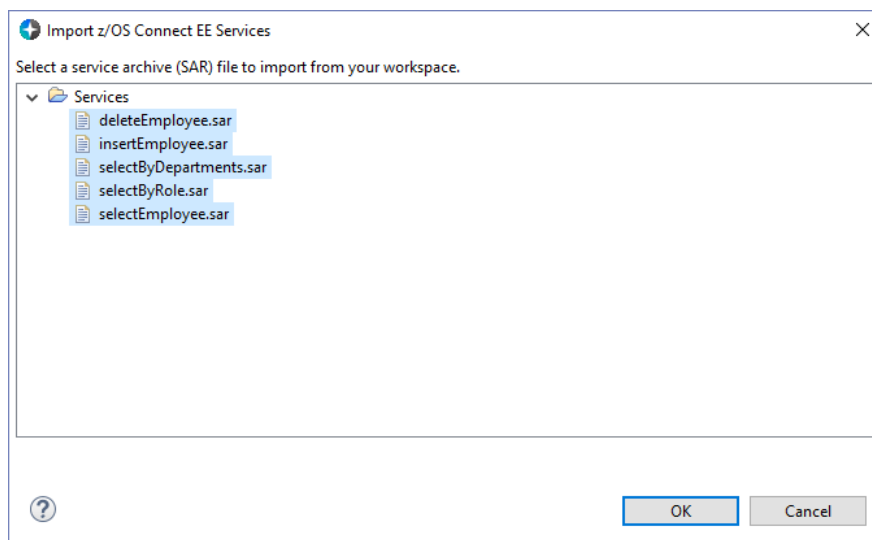 Import z/OS Connect EE Services
Select a service archive (SAR) file to import from your workspace.
Services
deleteEmployee.sar
insertEmployee.sar
selectByDepartments.sar
selectByRole.sar
selectEmployee.sar
?
OK
Cancel